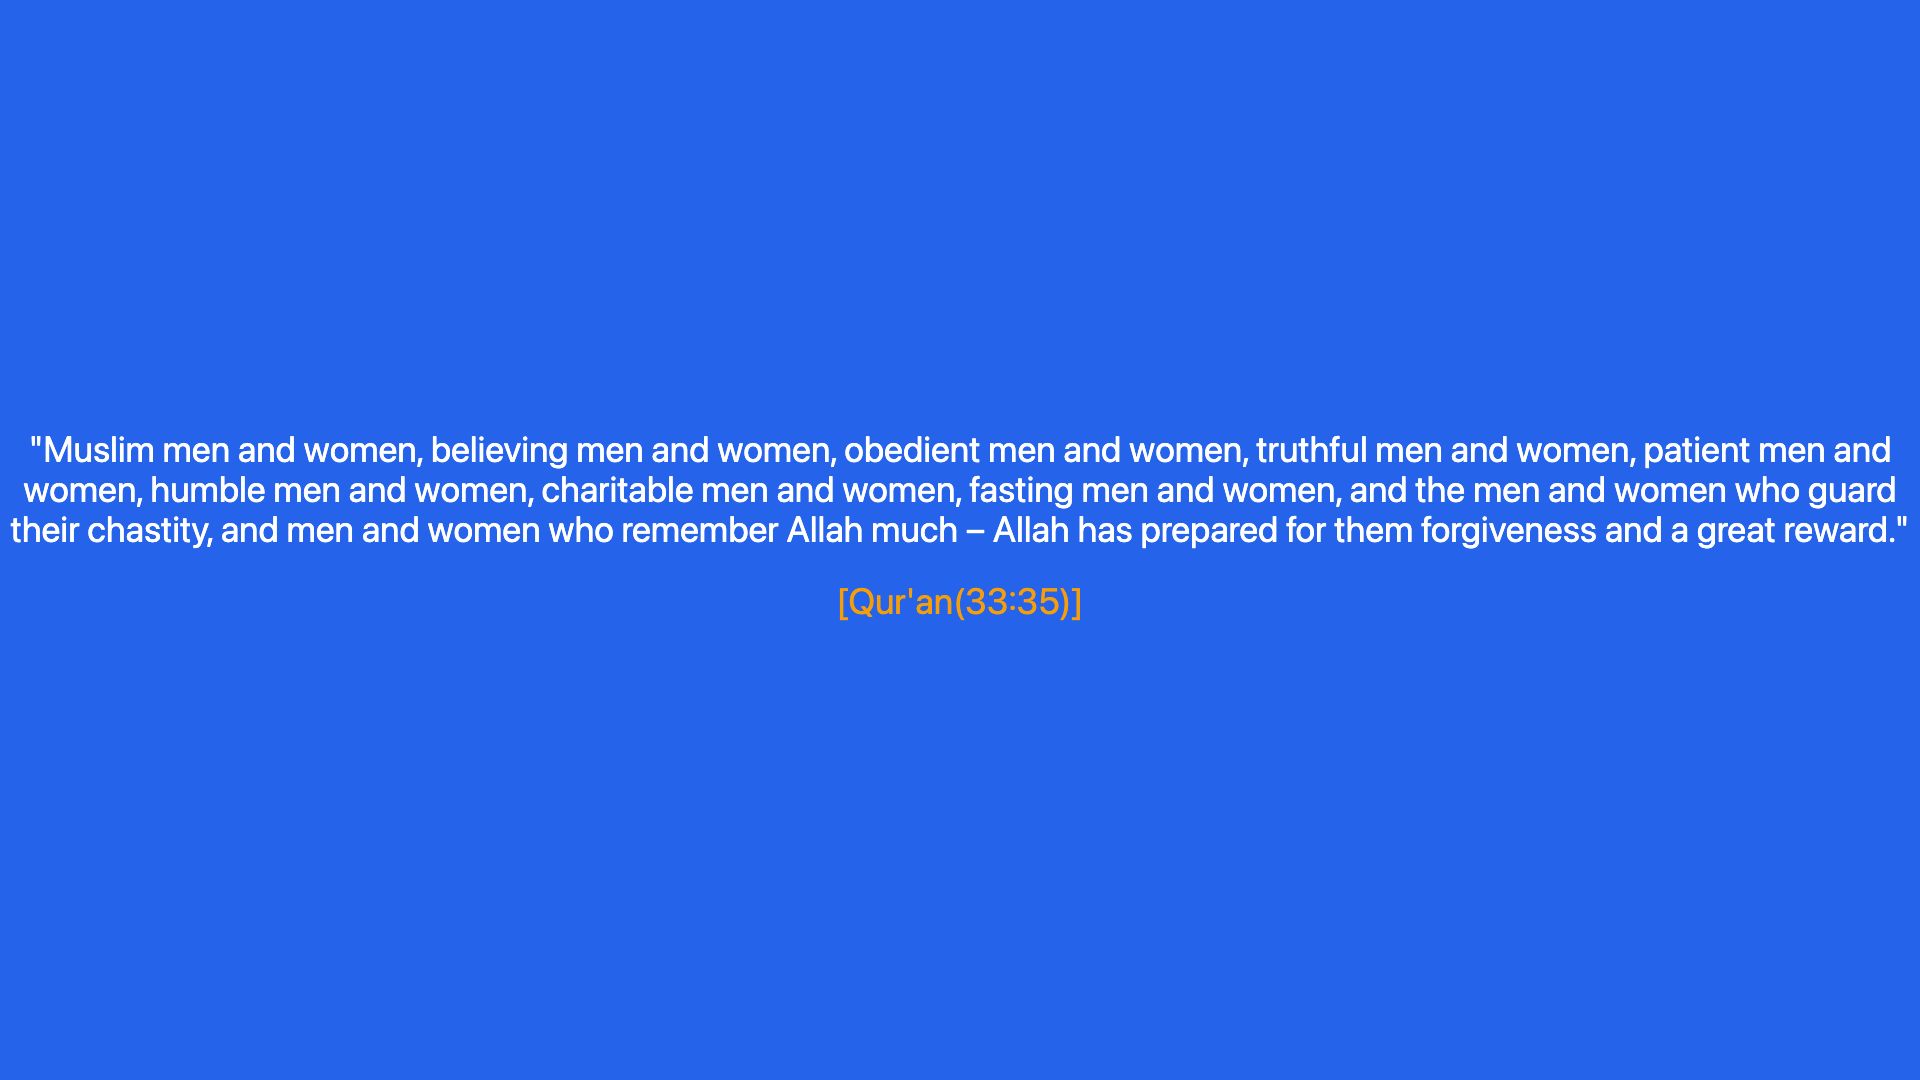 "Muslim men and women, believing men and women, obedient men and women, truthful men and women, patient men and
women, humble men and women, charitable men and women, fasting men and women, and the men and women who guard
their chastity, and men and women who remember Allah much – Allah has prepared for them forgiveness and a great reward."
[Qur'an(33:35)]